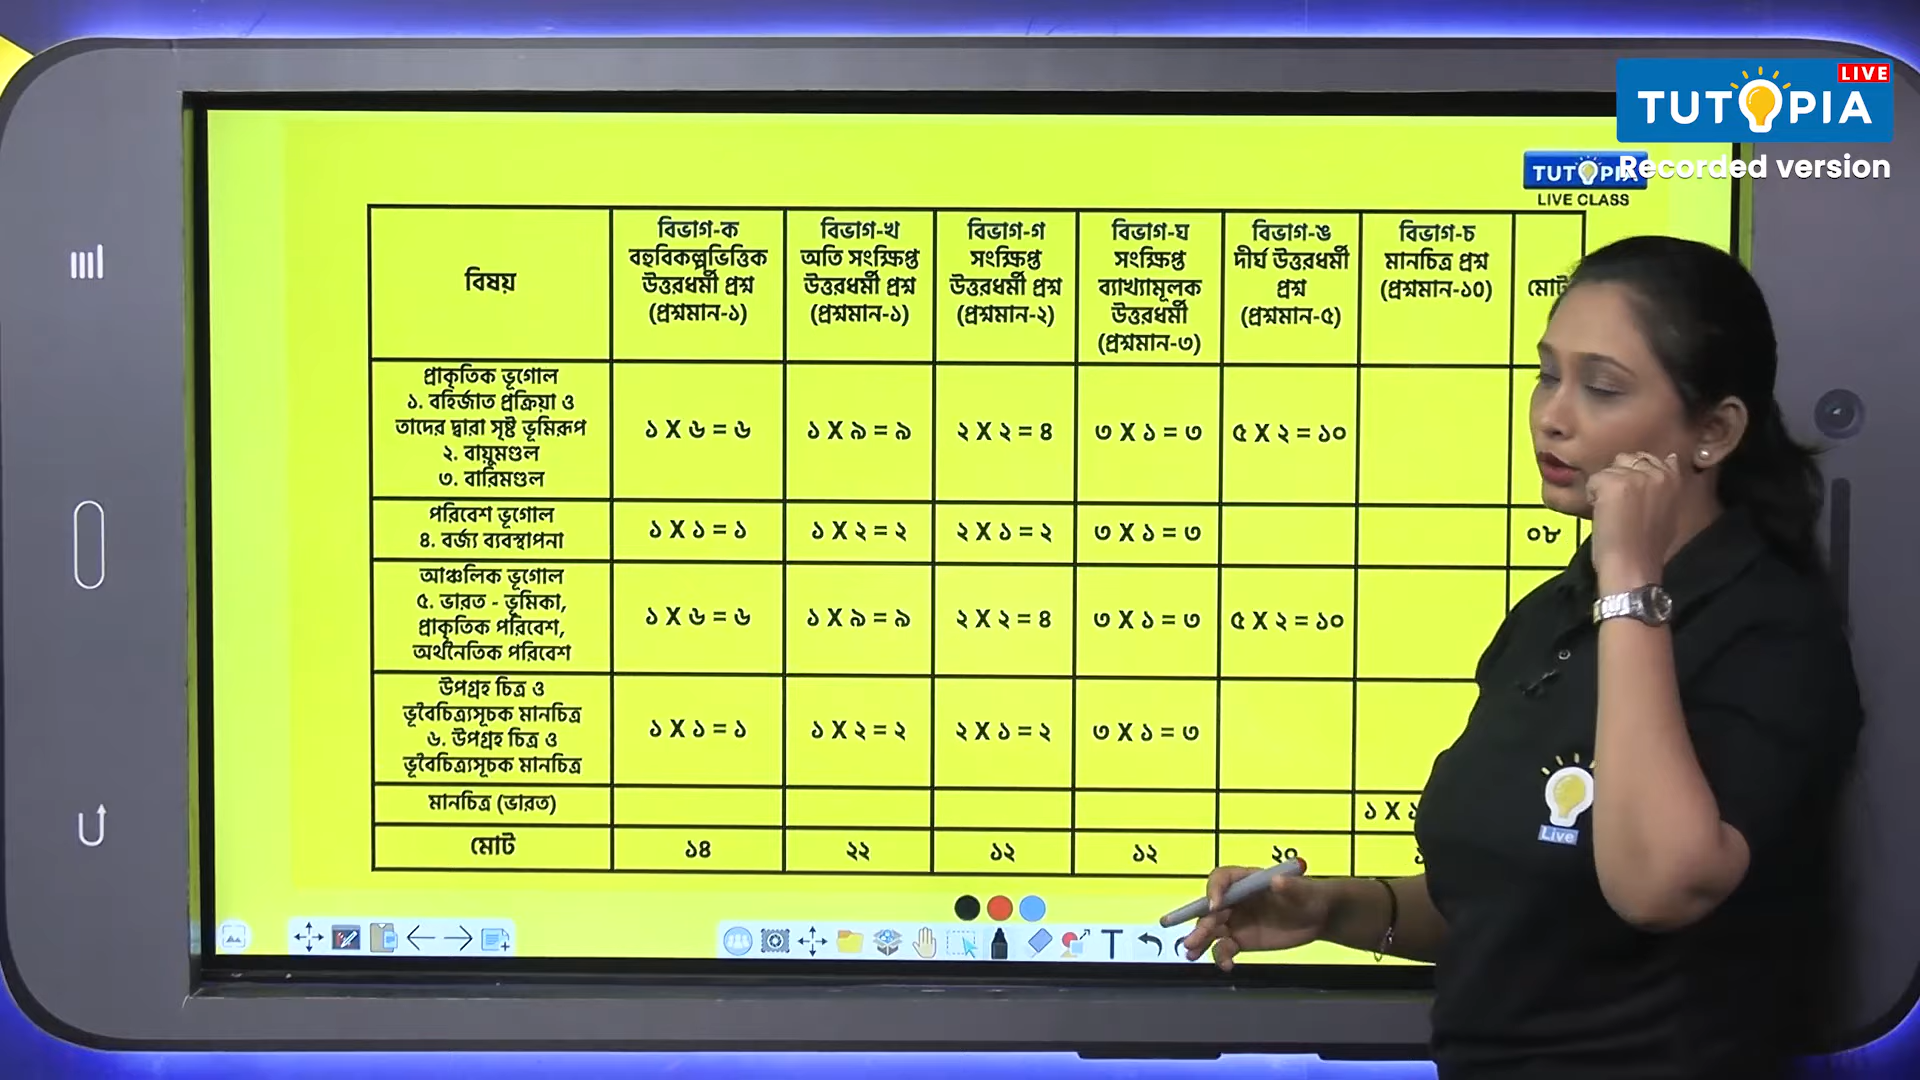 LIVE
TUTOPIA
Recorded version
TUTOPIA
LIVE CLASS
বিষয়
বিভাগ-ক
বহুবিকল্পভিত্তিক
উত্তরধর্মী প্রশ্ন
(প্রশ্নমান-১)
বিভাগ-খ
অতি সংক্ষিপ্ত
উত্তরধর্মী প্রশ্ন
(প্রশ্নমান-১)
বিভাগ-গ
সংক্ষিপ্ত
উত্তরধর্মী প্রশ্ন
(প্রশ্নমান-২)
বিভাগ-ঘ
সংক্ষিপ্ত
ব্যাখ্যামূলক
উত্তরধর্মী
(প্রশ্নমান-৩)
বিভাগ-ঙ
দীর্ঘ উত্তরধর্মী
প্রশ্ন
(প্রশ্নমান-৫)
বিভাগ-চ
মানচিত্র প্রশ্ন
(প্রশ্নমান-১০)
মোট
প্রাকৃতিক ভূগোল
১. বহির্জাত প্রক্রিয়া ও
তাদের দ্বারা সৃষ্ট ভূমিরূপ
২. বায়ুমণ্ডল
৩. বারিমণ্ডল
১ X ৬ = ৬
১ X ৯ = ৯
২ X ২ = ৪
৩ X ১ = ৩
৫ X ২ = ১০
পরিবেশ ভূগোল
৪. বর্জ্য ব্যবস্থাপনা
১ X ১ = ১
১ X ২ = ২
২ X ১ = ২
৩ X ১ = ৩
০৮
আঞ্চলিক ভূগোল
৫. ভারত - ভূমিকা,
প্রাকৃতিক পরিবেশ,
অর্থনৈতিক পরিবেশ
১ X ৬ = ৬
১ X ৯ = ৯
২ X ২ = ৪
৩ X ১ = ৩
৫ X ২ = ১০
উপগ্রহ চিত্র ও
ভূবৈচিত্র্যসূচক মানচিত্র
৬. উপগ্রহ চিত্র ও
ভূবৈচিত্র্যসূচক মানচিত্র
১ X ১ = ১
১ X ২ = ২
২ X ১ = ২
৩ X ১ = ৩
মানচিত্র (ভারত)
১ X ১
মোট
১৪
২২
১২
১২
২০
Live